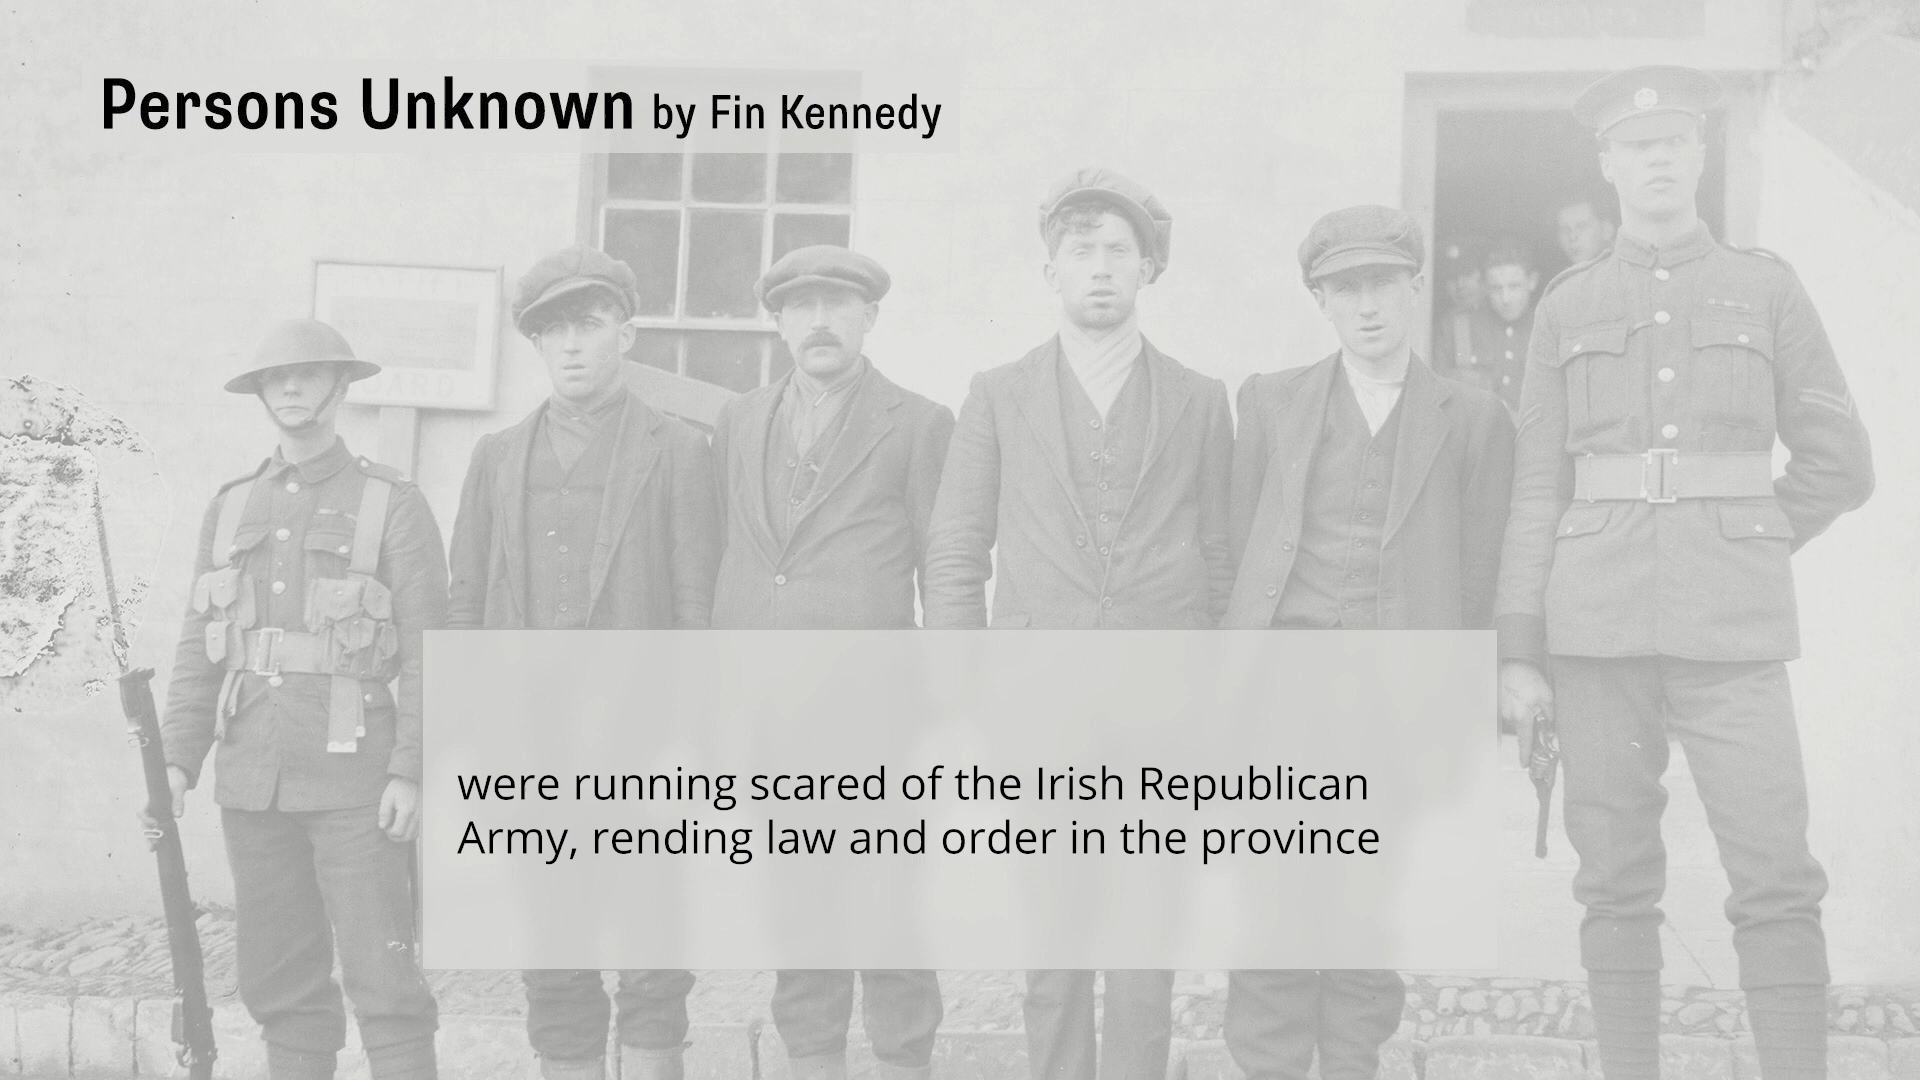 Persons Unknown by Fin Kennedy
were running scared of the Irish Republican
Army, rending law and order in the province